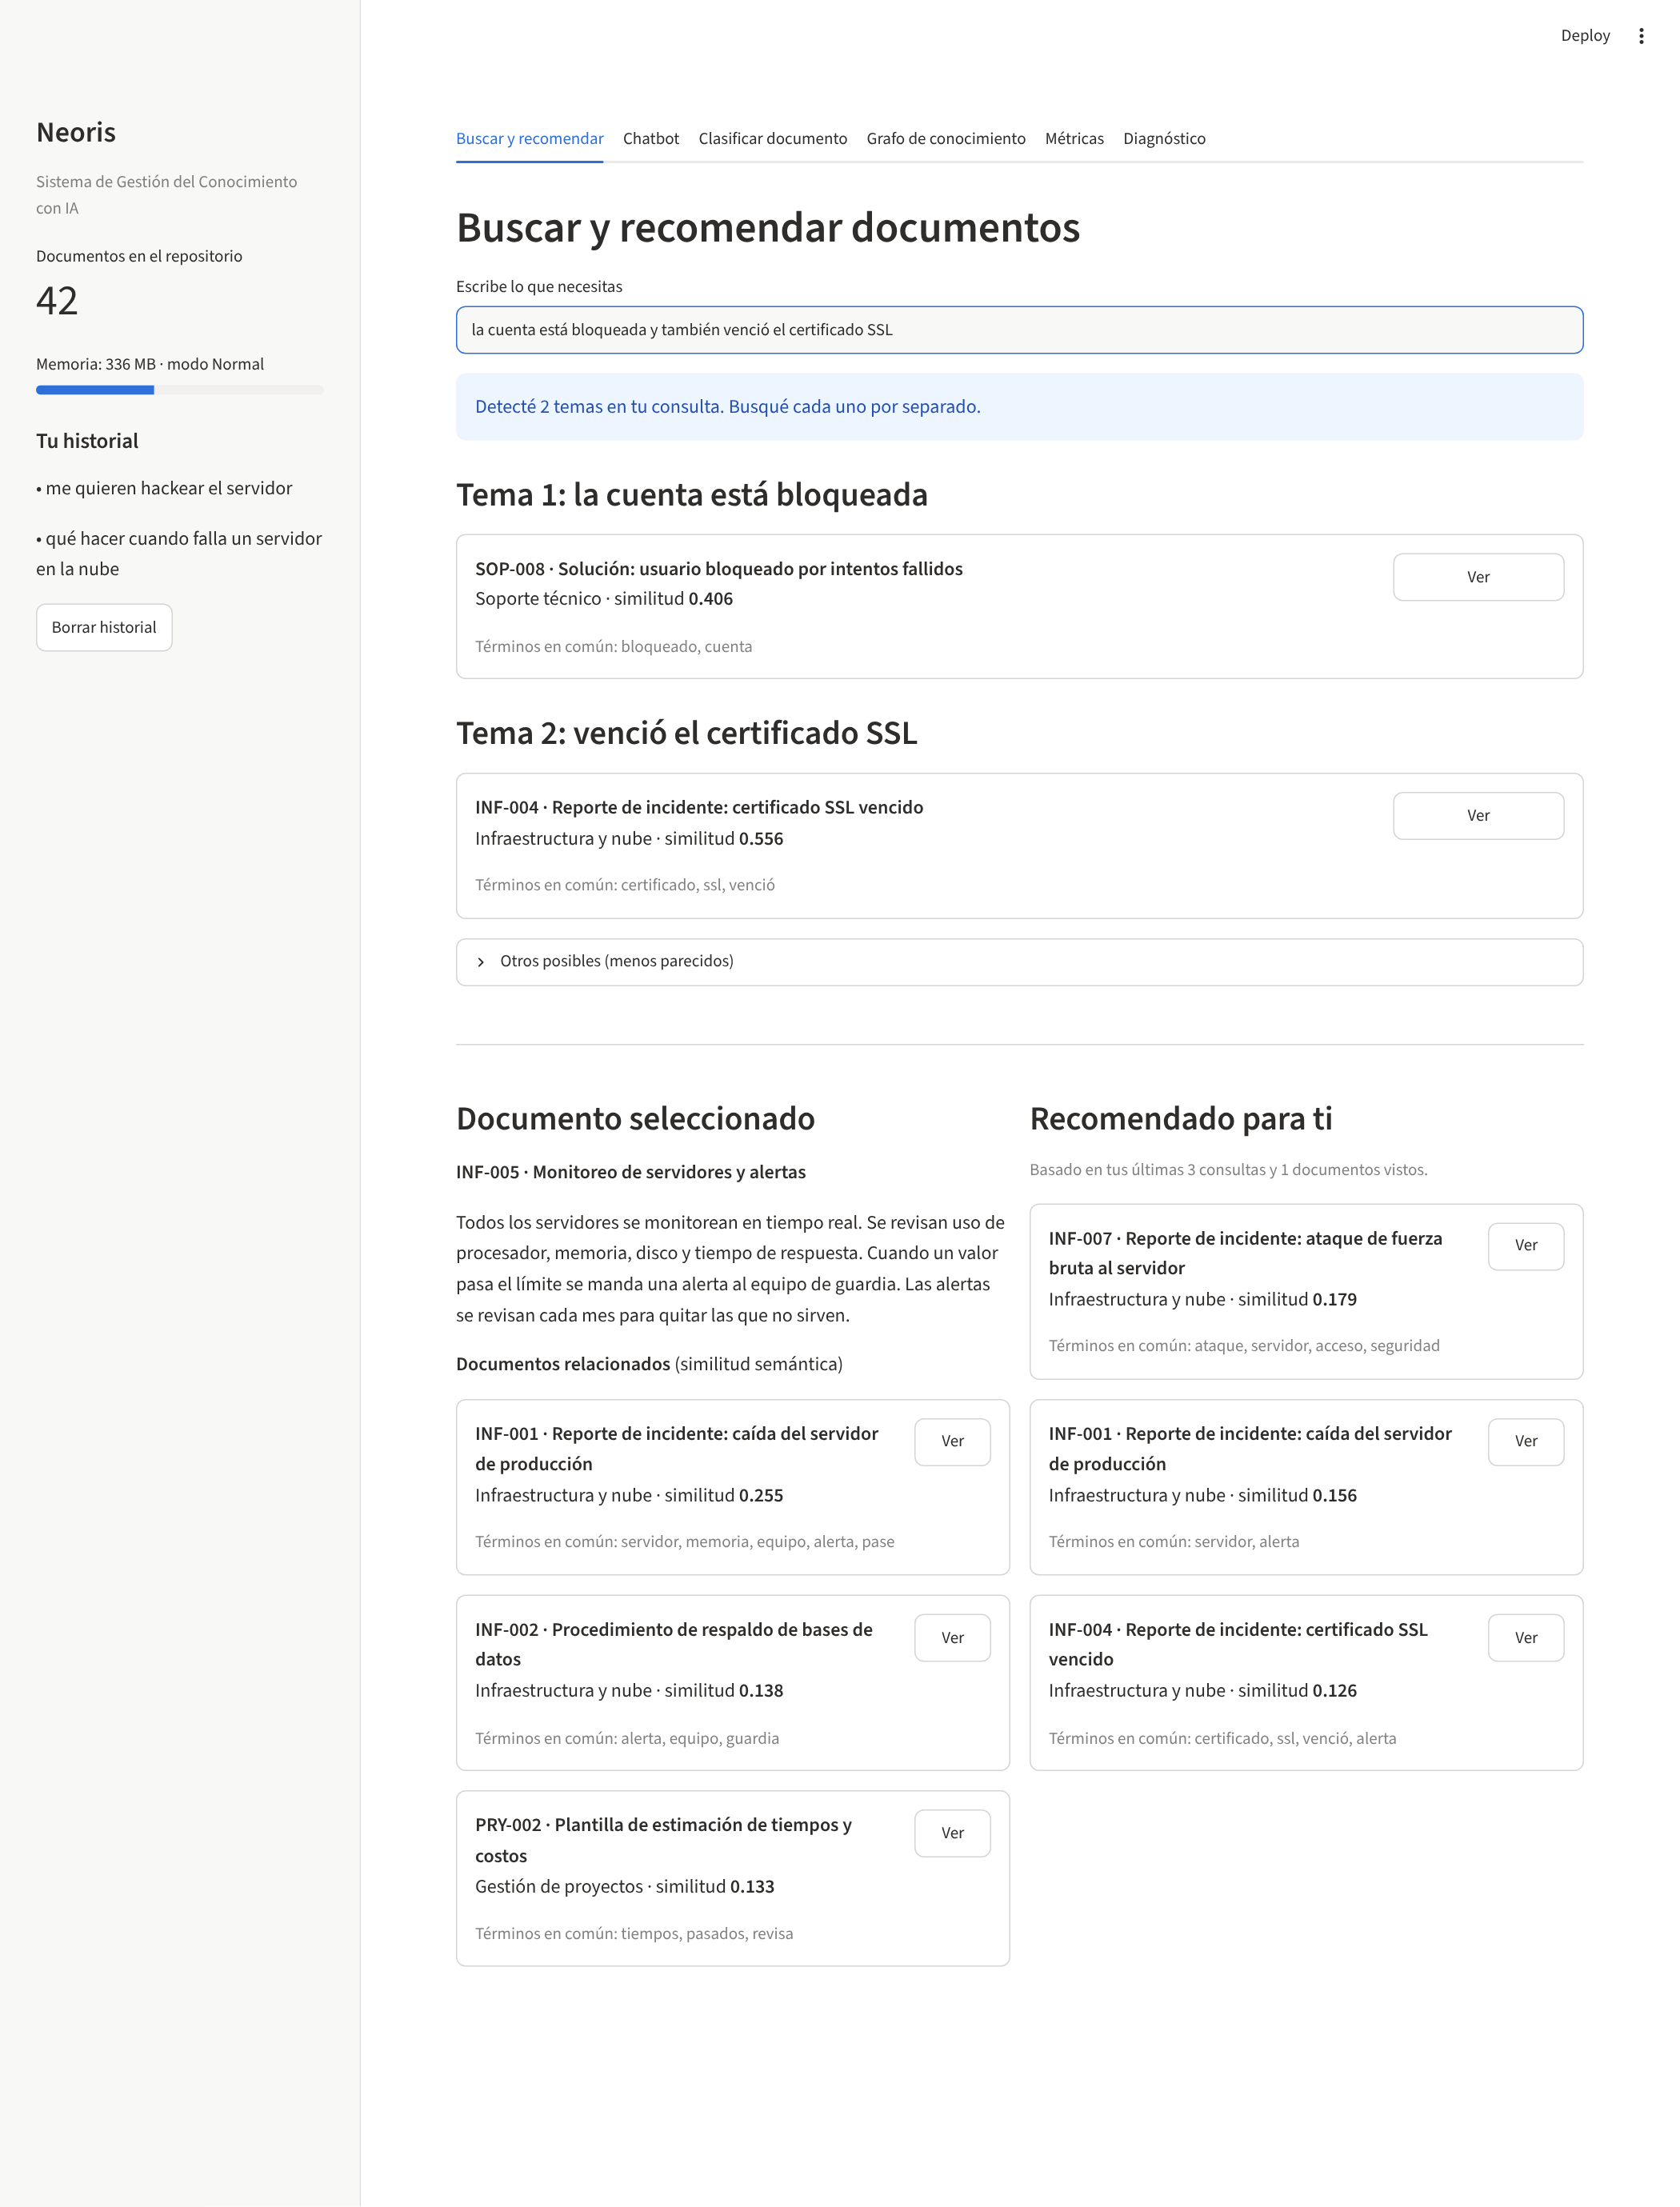 Deploy
Neoris
Sistema de Gestión del Conocimiento
con IA
Documentos en el repositorio
42
Memoria: 336 MB · modo Normal
Tu historial
• me quieren hackear el servidor
• qué hacer cuando falla un servidor
en la nube
Borrar historial
Buscar y recomendar Chatbot Clasificar documento Grafo de conocimiento Métricas Diagnóstico
Buscar y recomendar documentos
Escribe lo que necesitas
la cuenta está bloqueada y también venció el certificado SSL
Detecté 2 temas en tu consulta. Busqué cada uno por separado.
Tema 1: la cuenta está bloqueada
SOP-008 · Solución: usuario bloqueado por intentos fallidos
Ver
Soporte técnico · similitud 0.406
Términos en común: bloqueado, cuenta
Tema 2: venció el certificado SSL
INF-004 · Reporte de incidente: certificado SSL vencido
Ver
Infraestructura y nube · similitud 0.556
Términos en común: certificado, ssl, venció
Otros posibles (menos parecidos)
Documento seleccionado
INF-005 · Monitoreo de servidores y alertas
Todos los servidores se monitorean en tiempo real. Se revisan uso de
procesador, memoria, disco y tiempo de respuesta. Cuando un valor
pasa el límite se manda una alerta al equipo de guardia. Las alertas
se revisan cada mes para quitar las que no sirven.
Documentos relacionados (similitud semántica)
INF-001 · Reporte de incidente: caída del servidor
de producción
Ver
Infraestructura y nube · similitud 0.255
Términos en común: servidor, memoria, equipo, alerta, pase
INF-002 · Procedimiento de respaldo de bases de
datos
Ver
Infraestructura y nube · similitud 0.138
Términos en común: alerta, equipo, guardia
PRY-002 · Plantilla de estimación de tiempos y
costos
Ver
Gestión de proyectos · similitud 0.133
Términos en común: tiempos, pasados, revisa
Recomendado para ti
Basado en tus últimas 3 consultas y 1 documentos vistos.
INF-007 · Reporte de incidente: ataque de fuerza
bruta al servidor
Ver
Infraestructura y nube · similitud 0.179
Términos en común: ataque, servidor, acceso, seguridad
INF-001 · Reporte de incidente: caída del servidor
de producción
Ver
Infraestructura y nube · similitud 0.156
Términos en común: servidor, alerta
INF-004 · Reporte de incidente: certificado SSL
vencido
Ver
Infraestructura y nube · similitud 0.126
Términos en común: certificado, ssl, venció, alerta